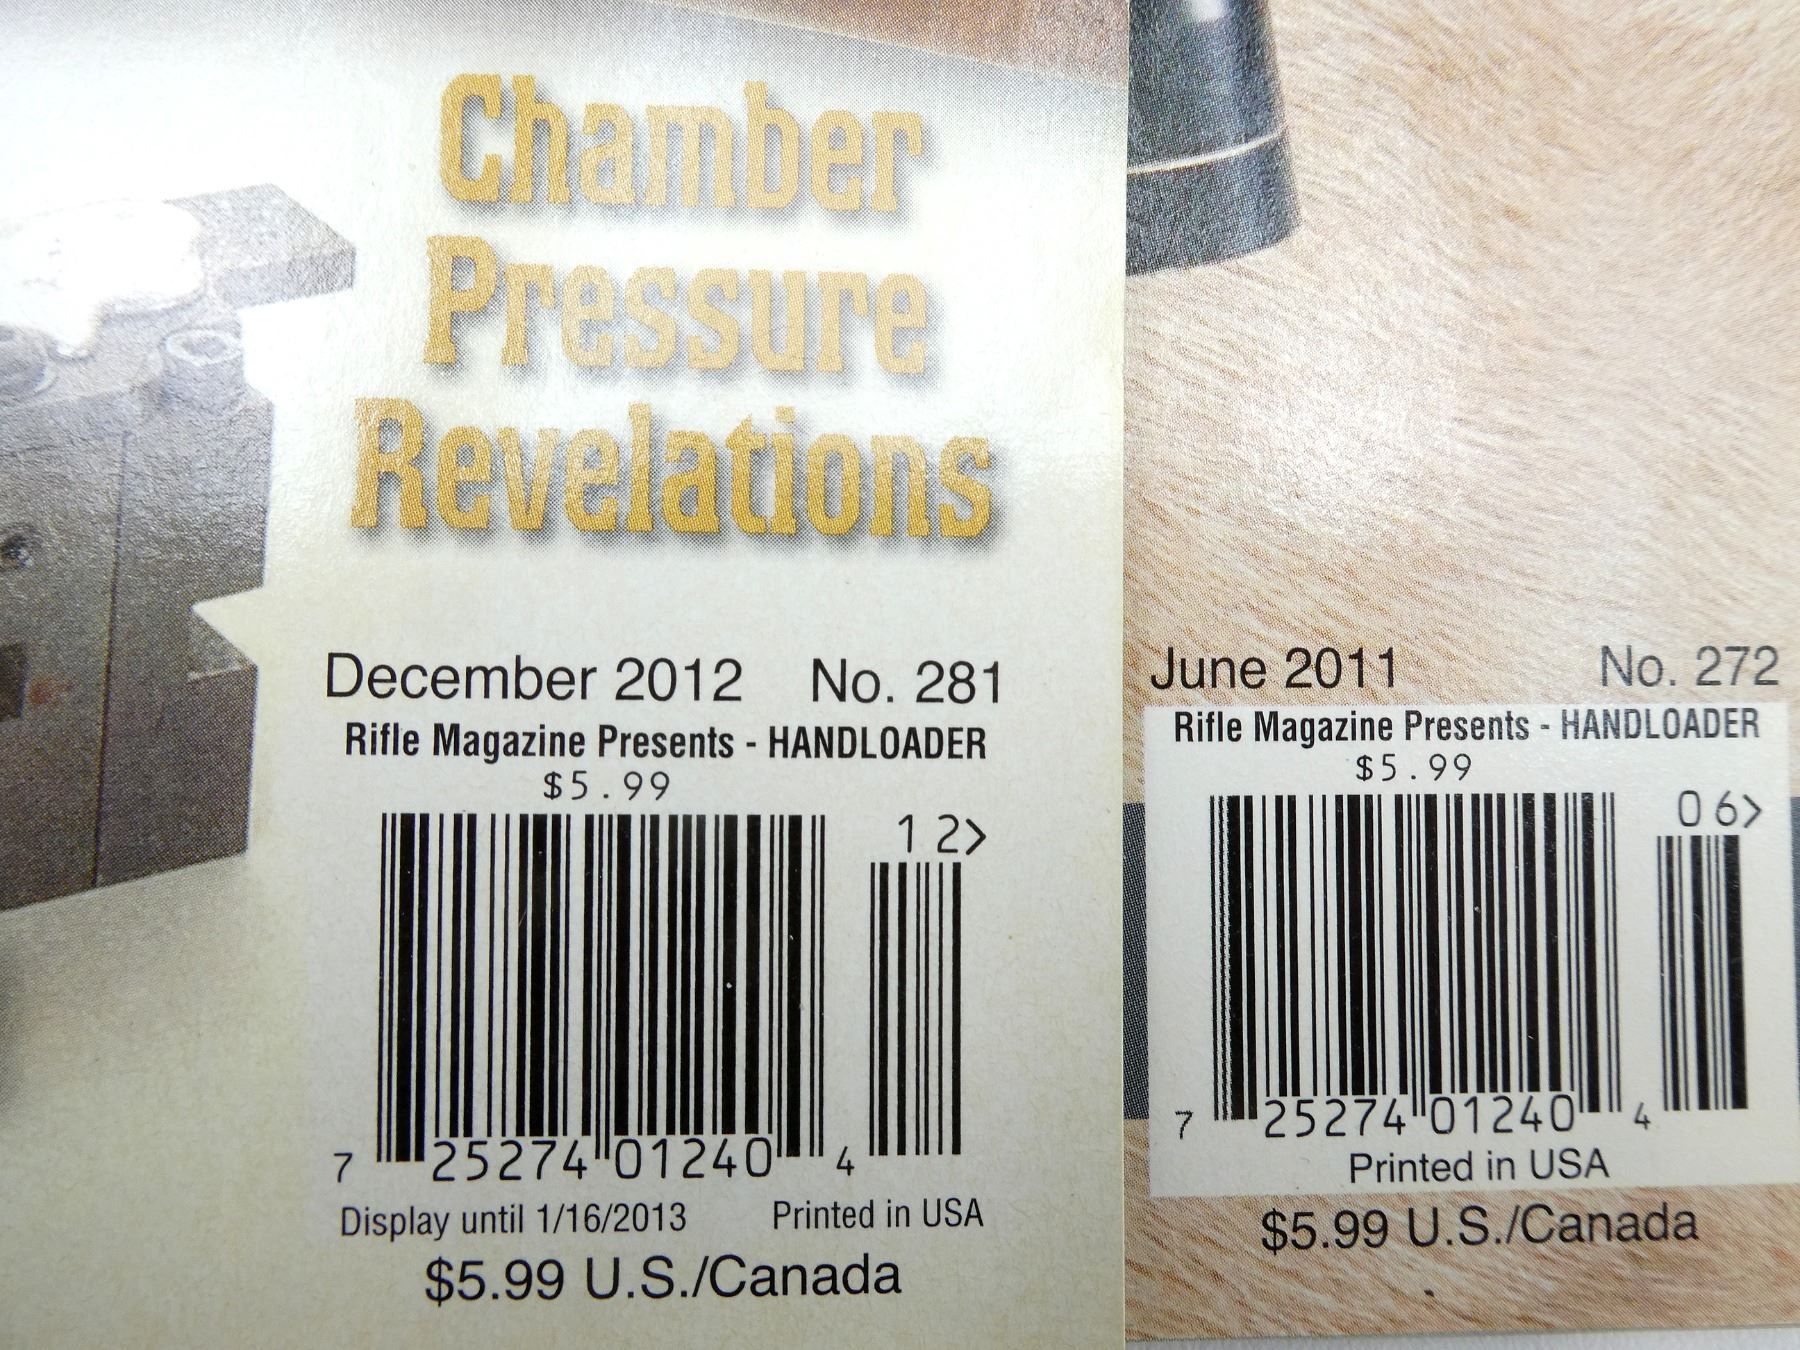 Chamber
Pressure
Revelations
December 2012 No. 281
Rifle Magazine Presents - HANDLOADER
$5.99
12>
7 25274 01240 4
Display until 1/16/2013 Printed in USA
$5.99 U.S./Canada
June 2011 No. 272
Rifle Magazine Presents - HANDLOADER
$5.99
06>
7 25274 01240 4
Printed in USA
$5.99 U.S./Canada